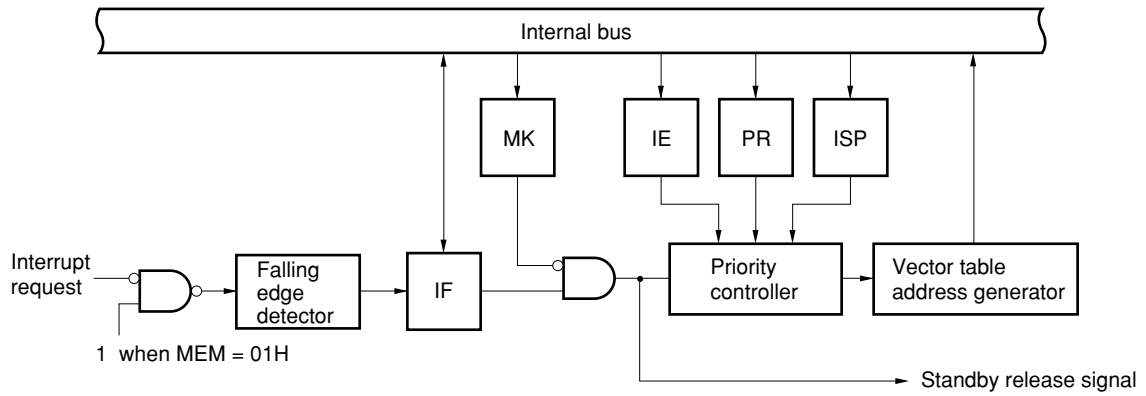 Internal bus
MK
IE
PR
ISP
Interrupt
request
Falling
edge
detector
IF
Priority
controller
Vector table
address generator
1 when MEM = 01H
Standby release signal